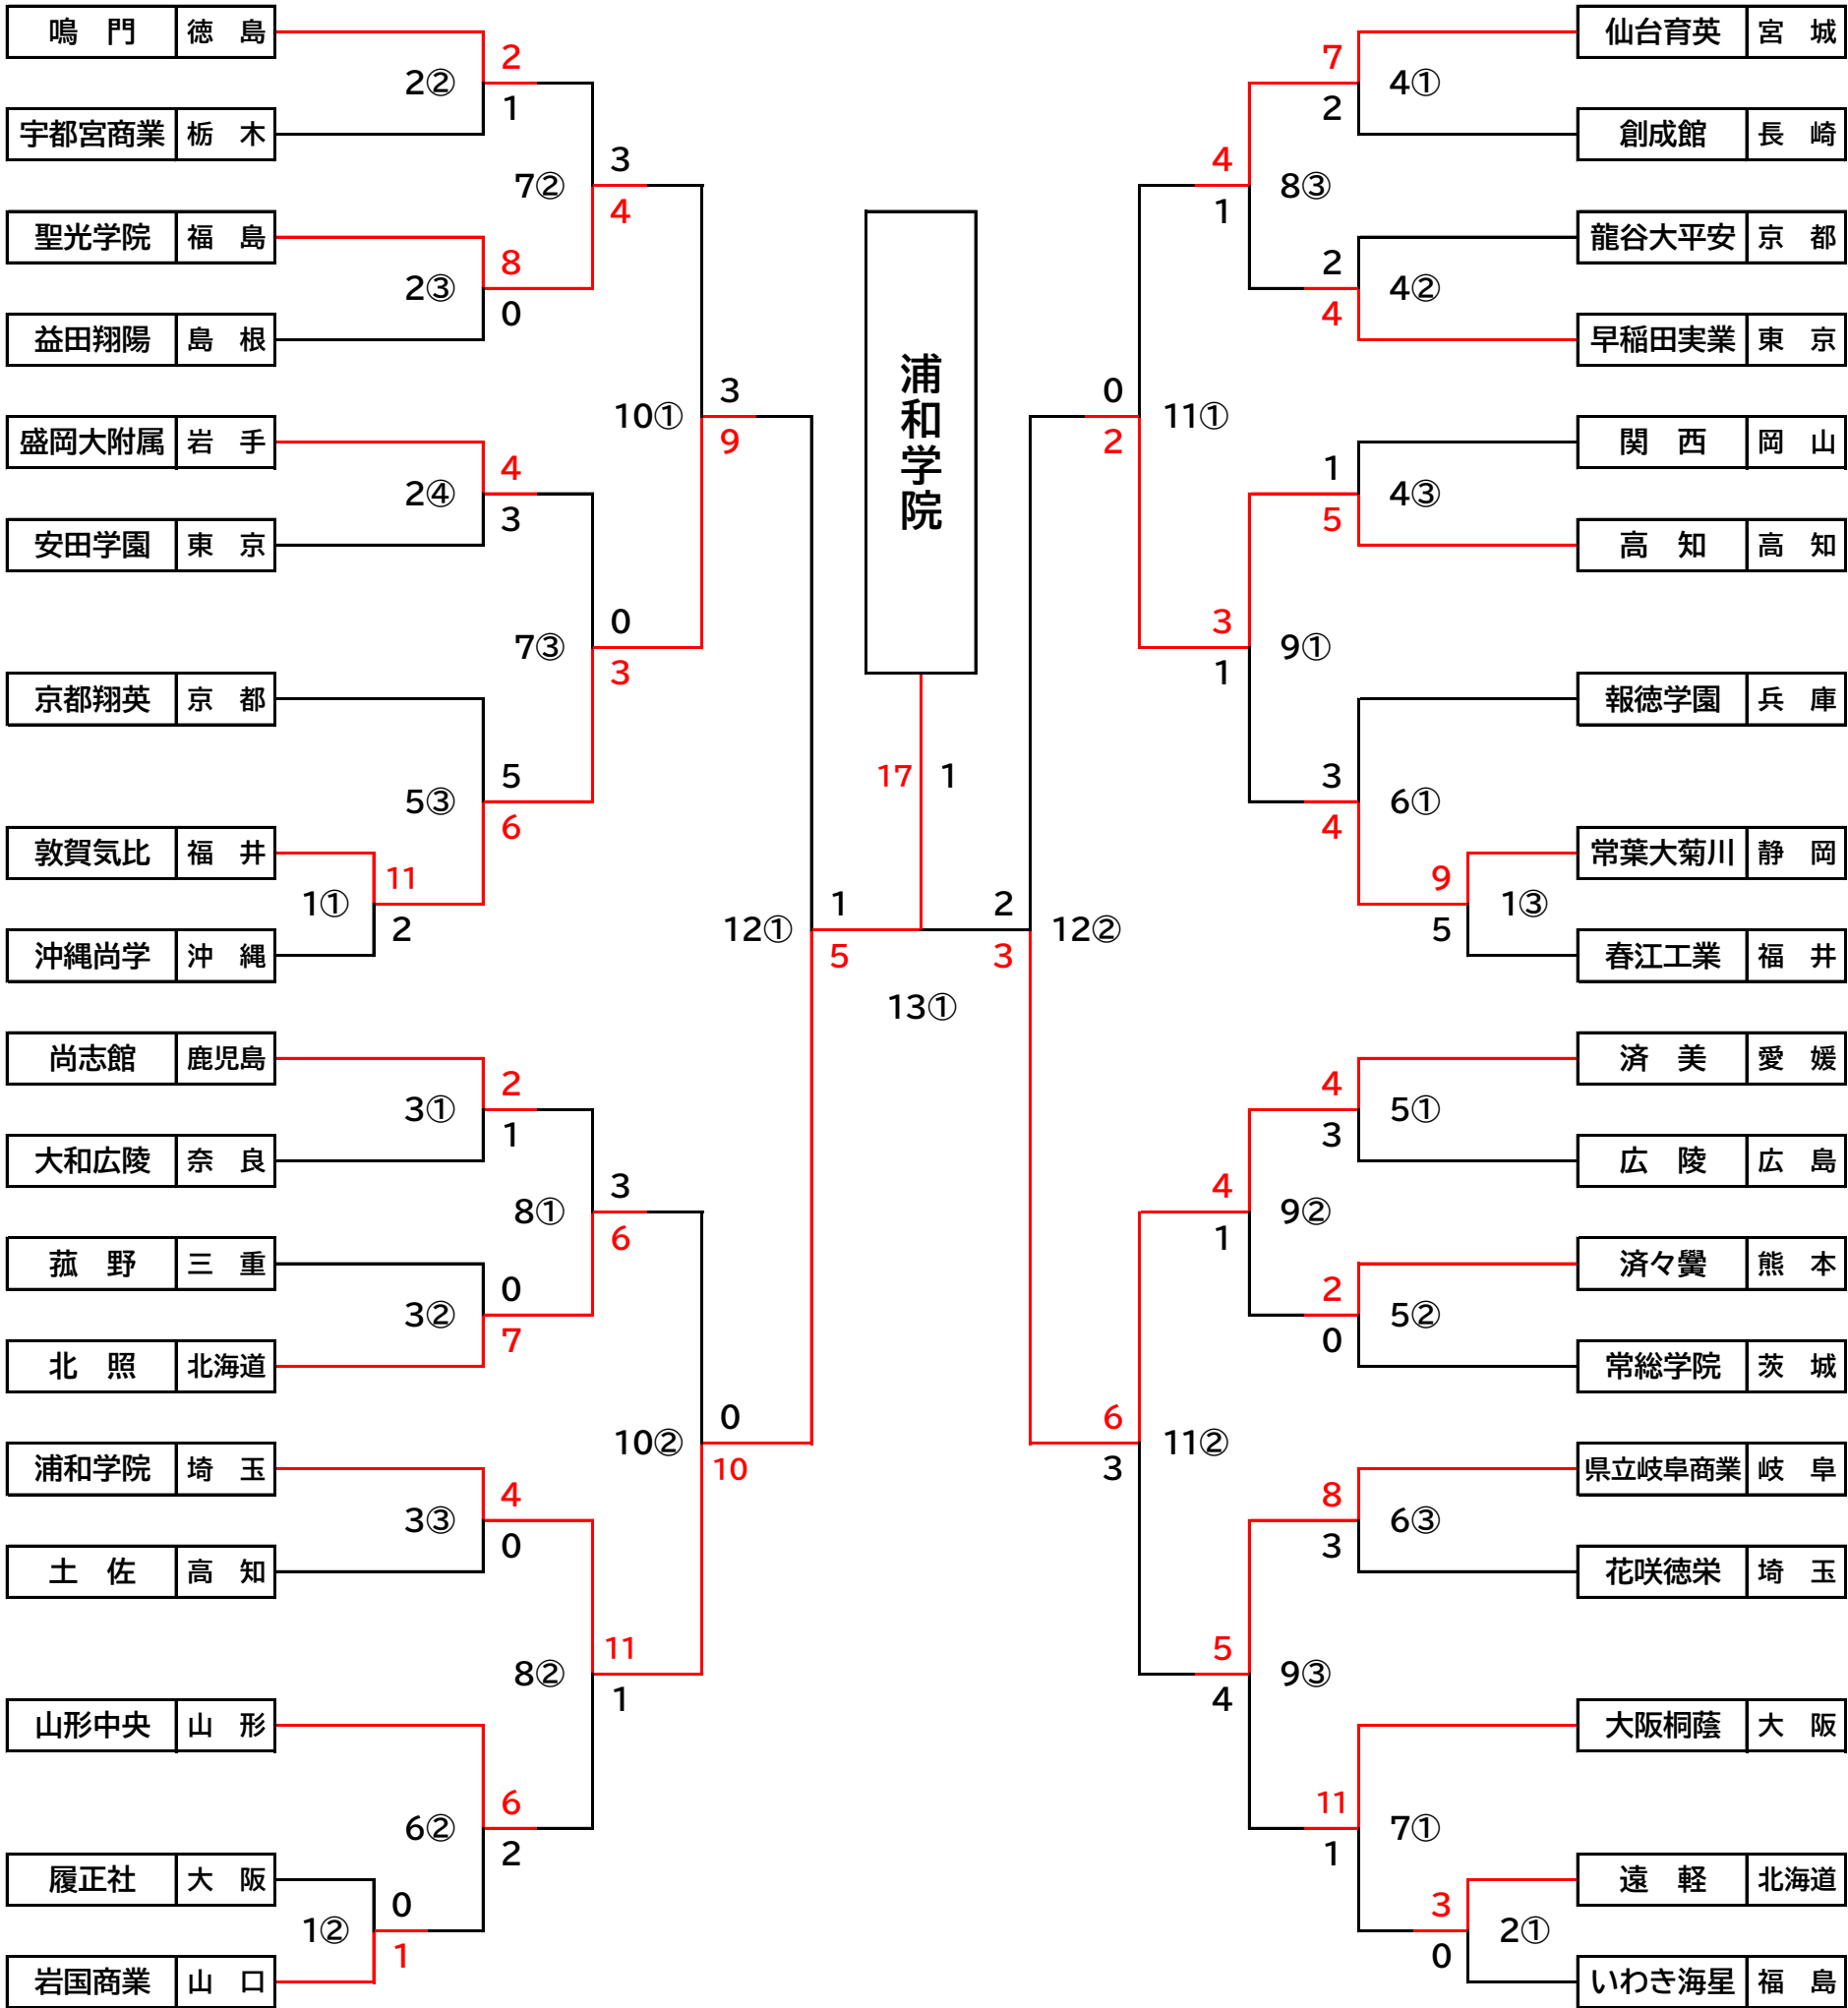 鳴門 徳島
宇都宮商業 栃木
聖光学院 福島
益田翔陽 島根
盛岡大附属 岩手
安田学園 東京
京都翔英 京都
敦賀気比 福井
沖縄尚学 沖縄
尚志館 鹿児島
大和広陵 奈良
菰野 三重
北照 北海道
浦和学院 埼玉
土佐 高知
山形中央 山形
履正社 大阪
岩国商業 山口
2② 2 1
2③ 8 0
2④ 4 3
5③ 5 6
1① 11 2
3① 2 1
3② 0 7
3③ 4 0
6② 6 2
1② 0 1
7② 3 4
7③ 0 3
8① 3 6
8② 11 1
10① 3 9
10② 0 10
12① 1 5
浦和学院
17 1
13①
12② 2 3
11① 0 2
11② 6 3
8③ 4 1
9① 3 1
9② 4 1
9③ 5 4
4① 7 2
4② 2 4
4③ 1 5
6① 3 4
1③ 9 5
5① 4 3
5② 2 0
6③ 8 3
7① 11 1
2① 3 0
仙台育英 宮城
創成館 長崎
龍谷大平安 京都
早稲田実業 東京
関西 岡山
高知 高知
報徳学園 兵庫
常葉大菊川 静岡
春江工業 福井
済美 愛媛
広陵 広島
済々黌 熊本
常総学院 茨城
県立岐阜商業 岐阜
花咲徳栄 埼玉
大阪桐蔭 大阪
遠軽 北海道
いわき海星 福島